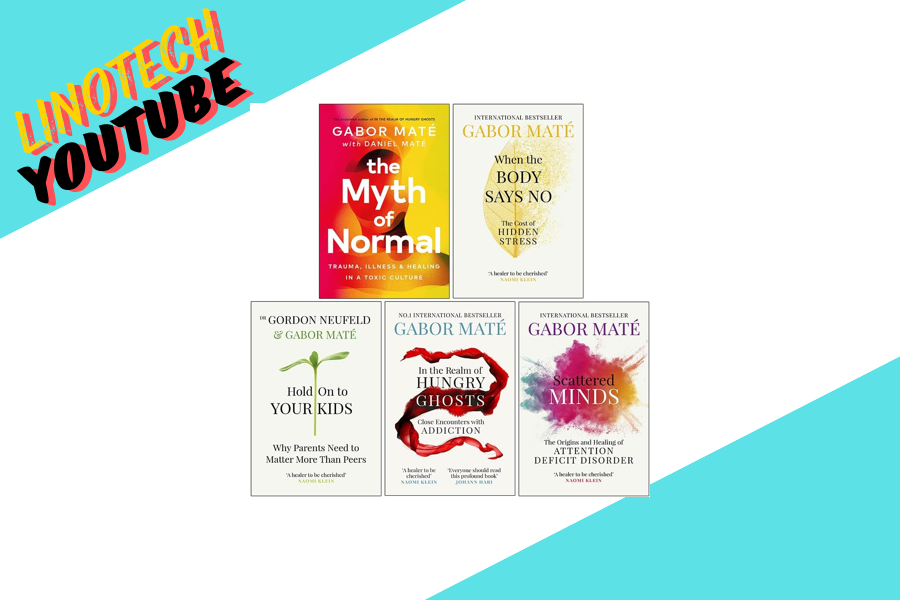 LINOTECH
YOUTUBE
GABOR MATÉ
with DANIEL MATÉ
the
Myth
of
Normal
TRAUMA, ILLNESS & HEALING
IN A TOXIC CULTURE
INTERNATIONAL BESTSELLER
GABOR MATÉ
When the
BODY
SAYS NO
The Cost of
HIDDEN
STRESS
'A healer to be cherished'
NAOMI KLEIN
DR GORDON NEUFELD
& GABOR MATÉ
Hold On to
YOUR KIDS
Why Parents Need to
Matter More Than Peers
'A healer to be cherished'
NAOMI KLEIN
NO.1 INTERNATIONAL BESTSELLER
GABOR MATÉ
In the Realm of
HUNGRY
GHOSTS
Close Encounters with
ADDICTION
'A healer to be
cherished'
NAOMI KLEIN
'Everyone should read
this profound book'
JOHANN HARI
INTERNATIONAL BESTSELLER
GABOR MATÉ
Scattered
MINDS
The Origins and Healing of
ATTENTION
DEFICIT DISORDER
'A healer to be cherished'
NAOMI KLEIN